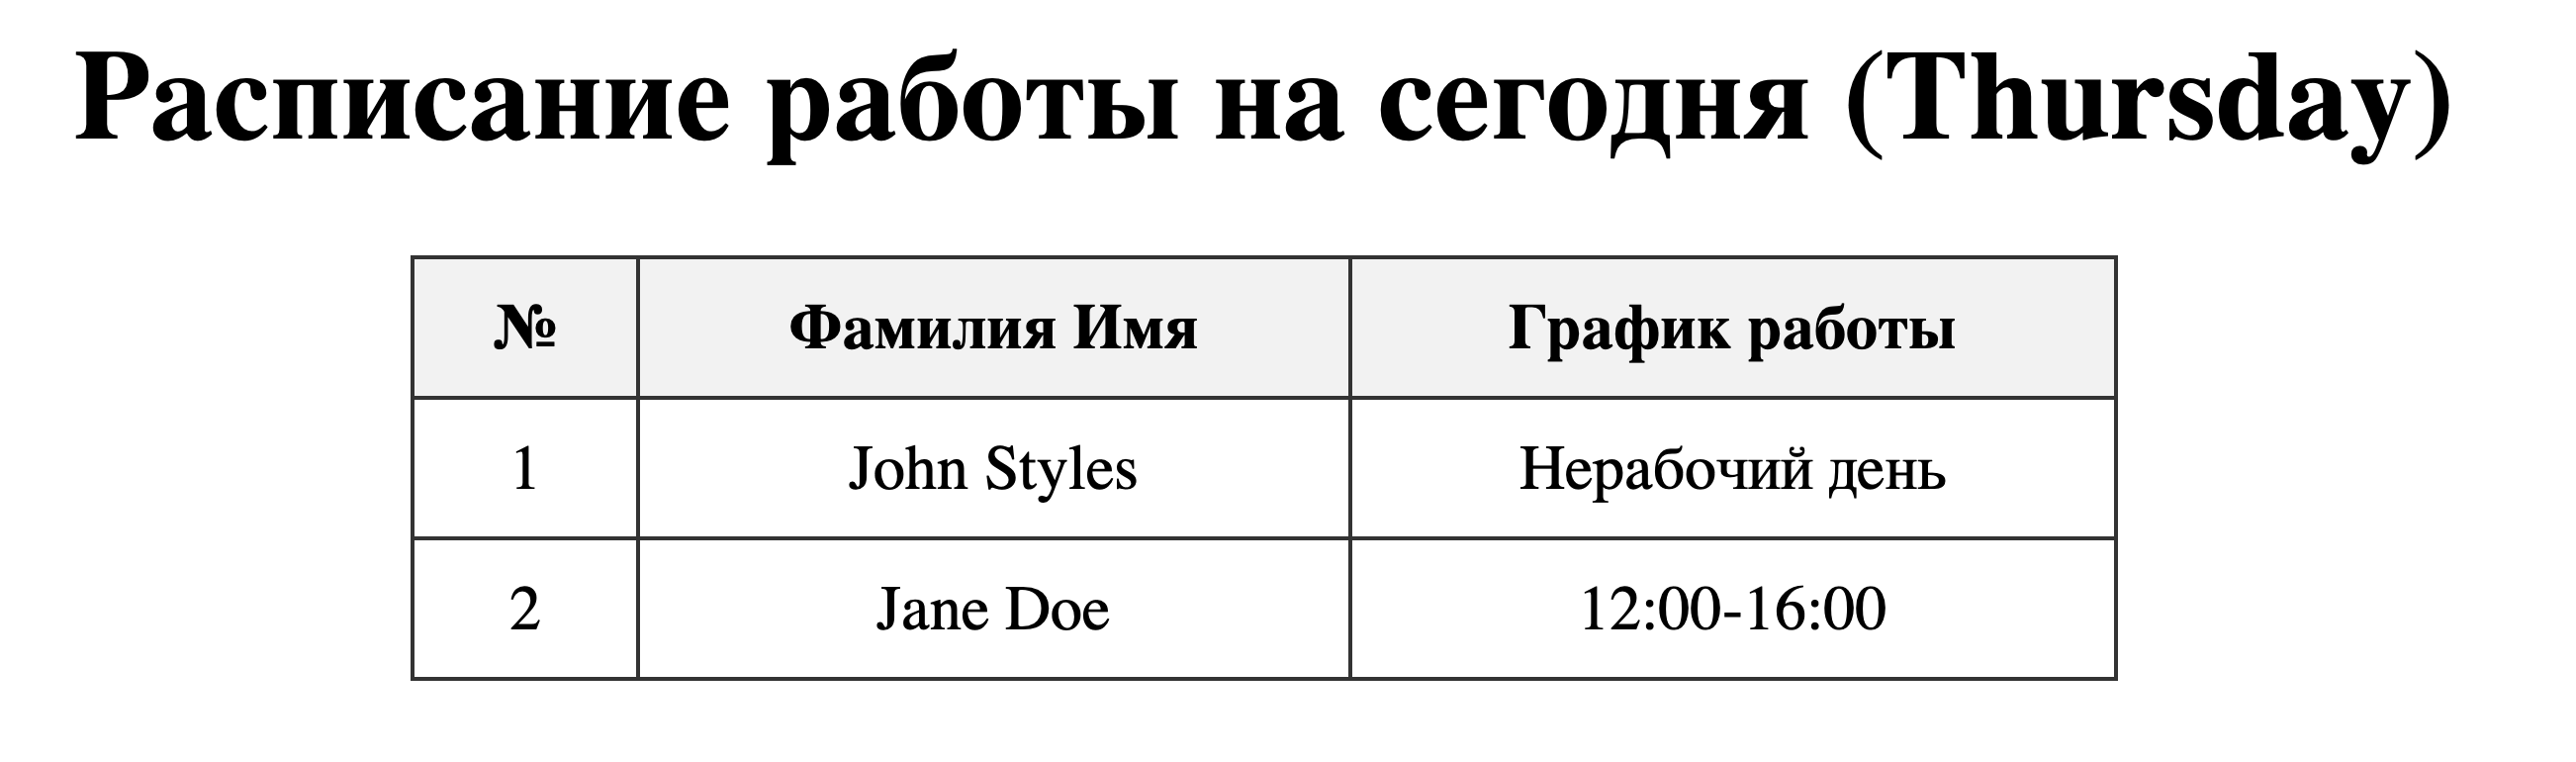 Расписание работы на сегодня (Thursday)
№ Фамилия Имя График работы
1 John Styles Нерабочий день
2 Jane Doe 12:00-16:00